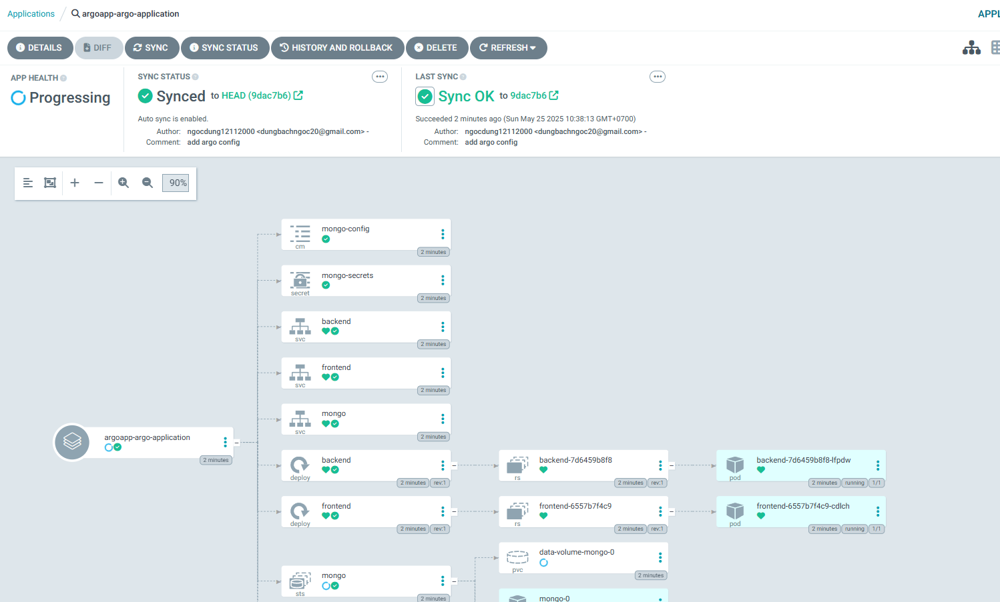 Applications / argoapp-argo-application
APPL
DETAILS DIFF SYNC SYNC STATUS HISTORY AND ROLLBACK DELETE REFRESH
APP HEALTH
Progressing
SYNC STATUS
Synced to HEAD (9dac7b6)
Auto sync is enabled.
Author: ngocdung12112000 <dungbachngoc20@gmail.com> -
Comment: add argo config
LAST SYNC
Sync OK to 9dac7b6
Succeeded 2 minutes ago (Sun May 25 2025 10:38:13 GMT+0700)
Author: ngocdung12112000 <dungbachngoc20@gmail.com> -
Comment: add argo config
90%
mongo-config
cm
2 minutes
mongo-secrets
secret
2 minutes
backend
svc
2 minutes
frontend
svc
2 minutes
mongo
svc
2 minutes
argoapp-argo-application
2 minutes
backend
deploy
2 minutes rev:1
backend-7d6459b8f8
rs
2 minutes rev:1
backend-7d6459b8f8-lfpdw
pod
2 minutes running 1/1
frontend
deploy
2 minutes rev:1
frontend-6557b7f4c9
rs
2 minutes rev:1
frontend-6557b7f4c9-cdlch
pod
2 minutes running 1/1
data-volume-mongo-0
pvc
2 minutes
mongo
sts
2 minutes
mongo-0